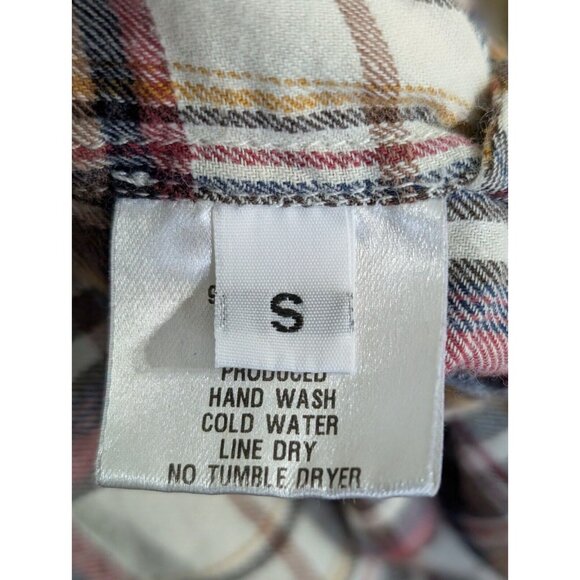 S
PRODUCED
HAND WASH
COLD WATER
LINE DRY
NO TUMBLE DRYER